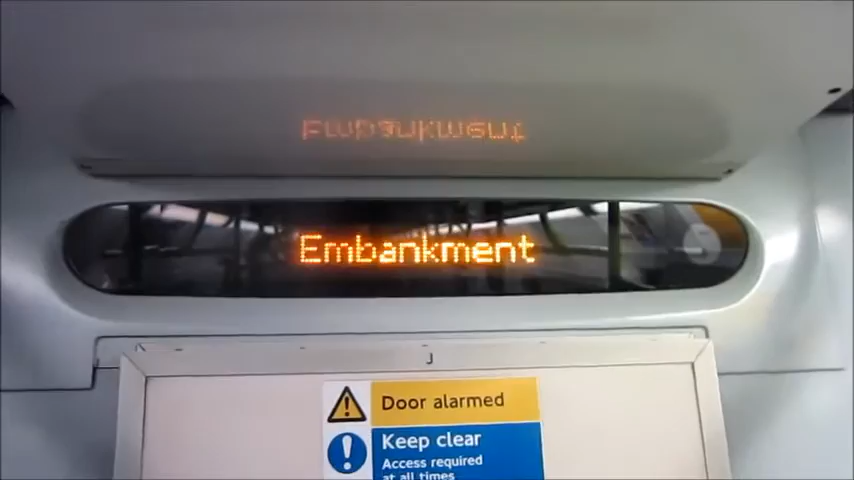 Embankment
Door alarmed
Keep clear
Access required
at all times